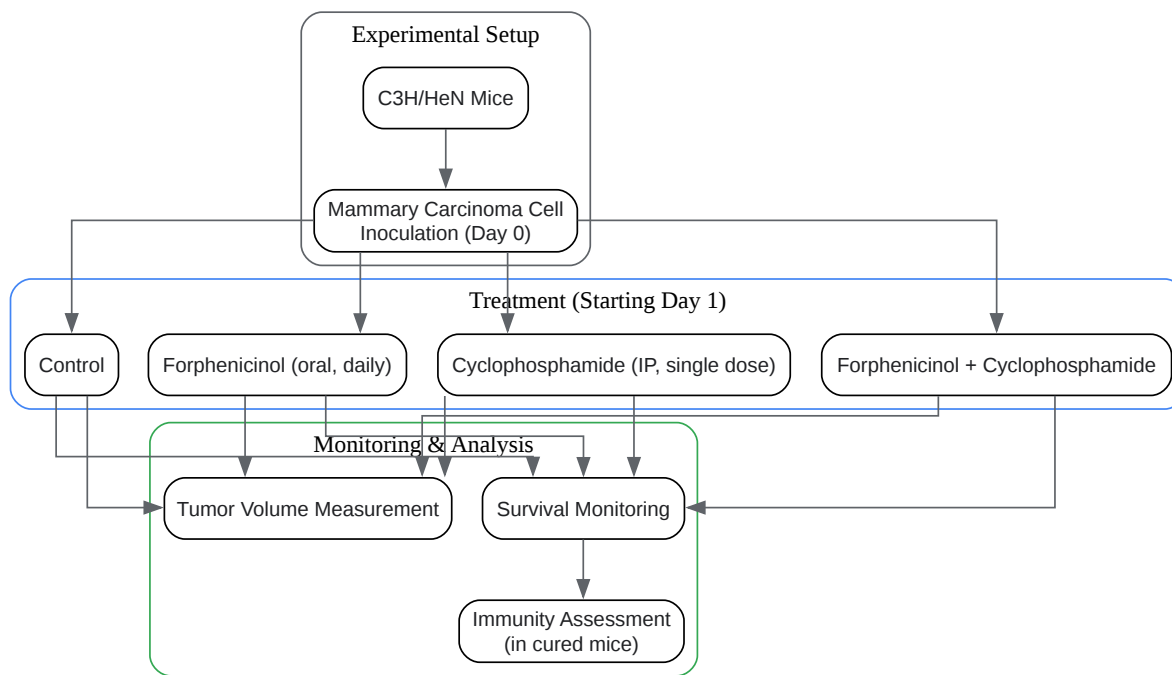 Experimental Setup
C3H/HeN Mice
Mammary Carcinoma Cell
Inoculation (Day 0)
Treatment (Starting Day 1)
Control
Forphenicinol (oral, daily)
Cyclophosphamide (IP, single dose)
Forphenicinol + Cyclophosphamide
Monitoring & Analysis
Tumor Volume Measurement
Survival Monitoring
Immunity Assessment
(in cured mice)